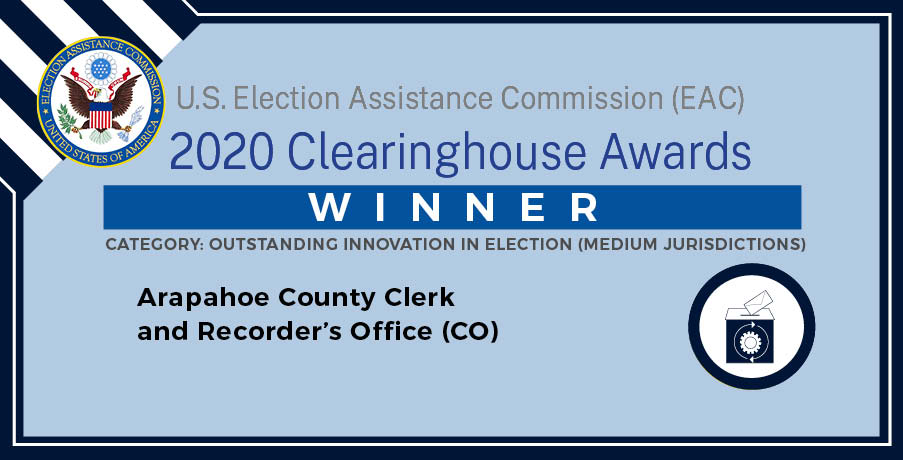 ELECTION ASSISTANCE COMMISSION
UNITED STATES OF AMERICA
U.S. Election Assistance Commission (EAC)
2020 Clearinghouse Awards
WINNER
CATEGORY: OUTSTANDING INNOVATION IN ELECTION (MEDIUM JURISDICTIONS)
Arapahoe County Clerk
and Recorder’s Office (CO)